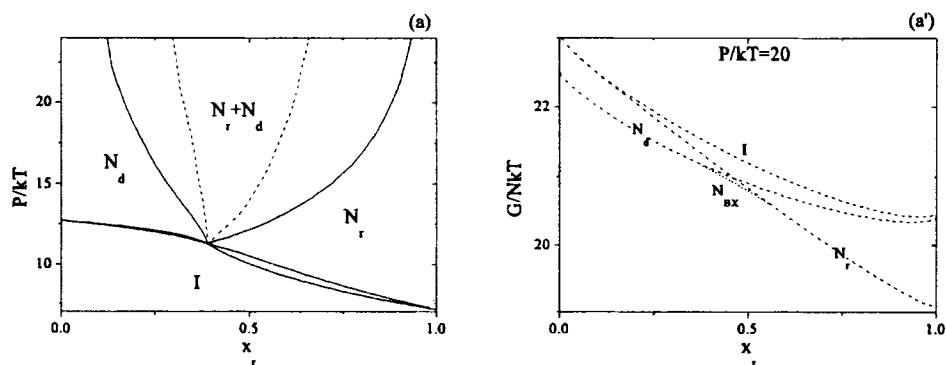 (a)
P/kT
20
15
10
N_r+N_d
N_d
N_r
I
0.0 0.5 1.0
x_r
(a')
P/kT=20
G/NkT
22
20
N_d
I
N_BX
N_r
0.0 0.5 1.0
x_r